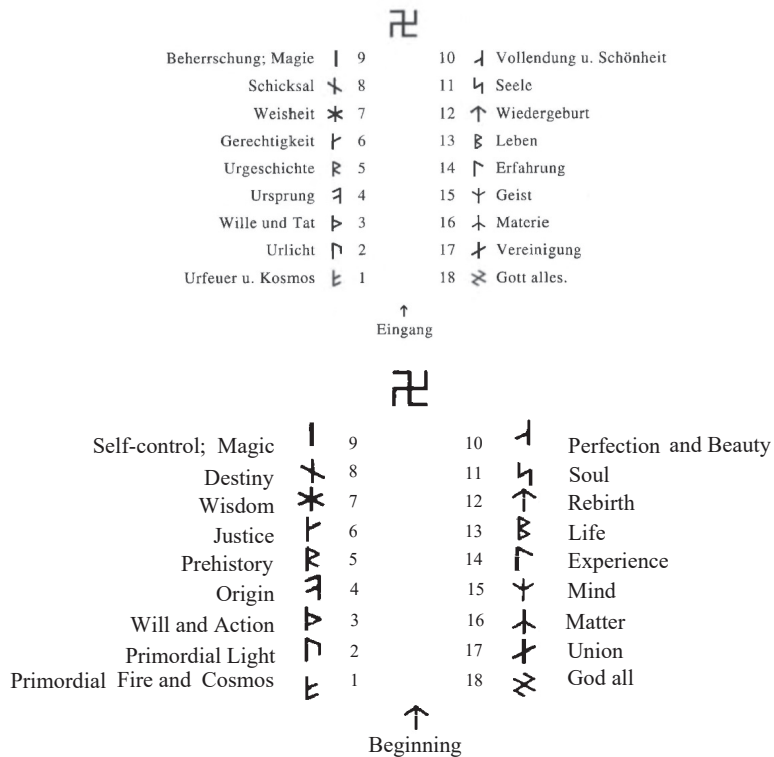 Beherrschung; Magie 9 10 Vollendung u. Schönheit
Schicksal 8 11 Seele
Weisheit 7 12 Wiedergeburt
Gerechtigkeit 6 13 Leben
Urgeschichte 5 14 Erfahrung
Ursprung 4 15 Geist
Wille und Tat 3 16 Materie
Urlicht 2 17 Vereinigung
Urfeuer u. Kosmos 1 18 Gott alles.
Eingang
Self-control; Magic 9 10 Perfection and Beauty
Destiny 8 11 Soul
Wisdom 7 12 Rebirth
Justice 6 13 Life
Prehistory 5 14 Experience
Origin 4 15 Mind
Will and Action 3 16 Matter
Primordial Light 2 17 Union
Primordial Fire and Cosmos 1 18 God all
Beginning